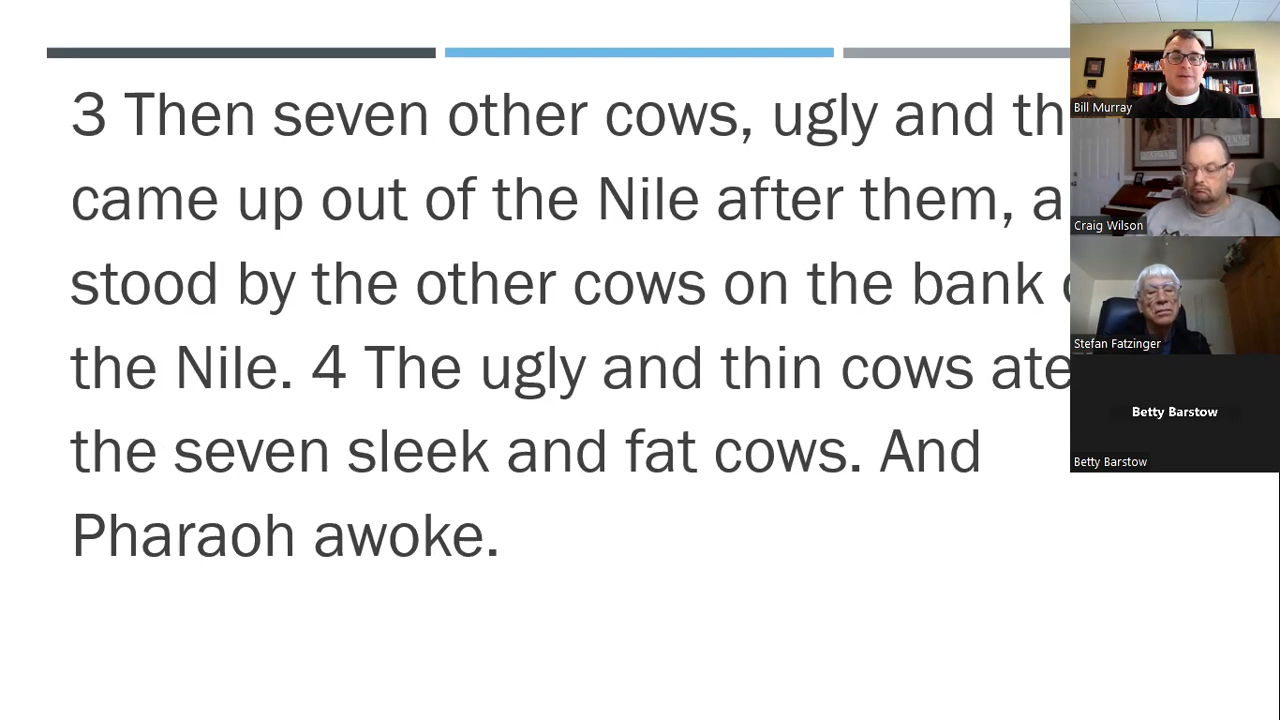 3 Then seven other cows, ugly and
came up out of the Nile after them,
stood by the other cows on the bank
the Nile. 4 The ugly and thin cows ate
the seven sleek and fat cows. And
Pharaoh awoke.
Bill Murray
Craig Wilson
Stefan Fatzinger
Betty Barstow
Betty Barstow